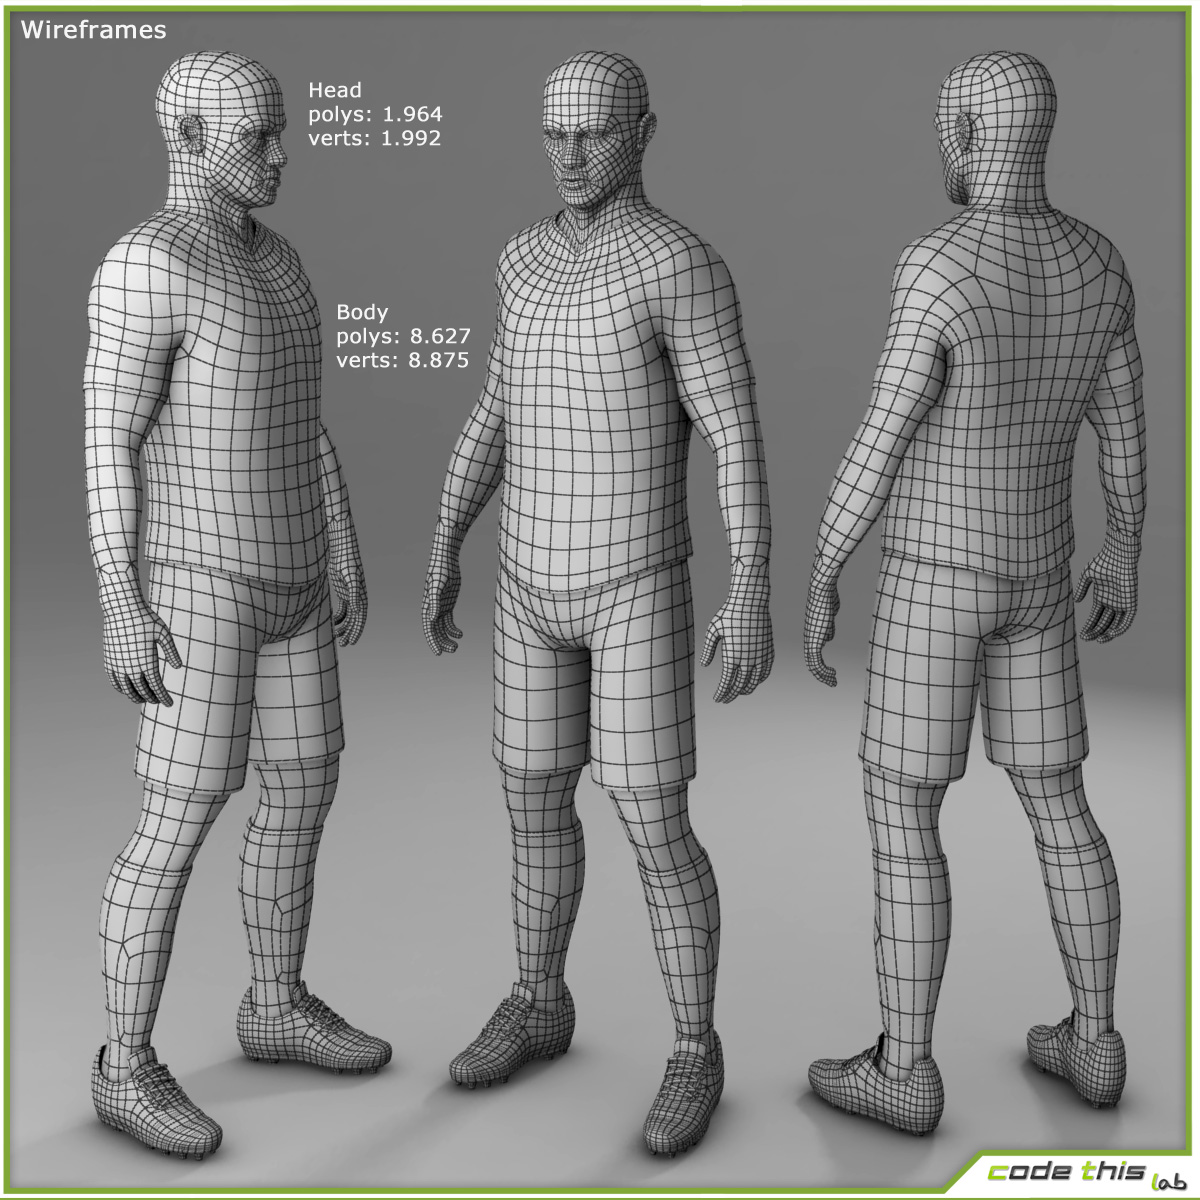 Wireframes
Head
polys: 1.964
verts: 1.992
Body
polys: 8.627
verts: 8.875
code this
lab